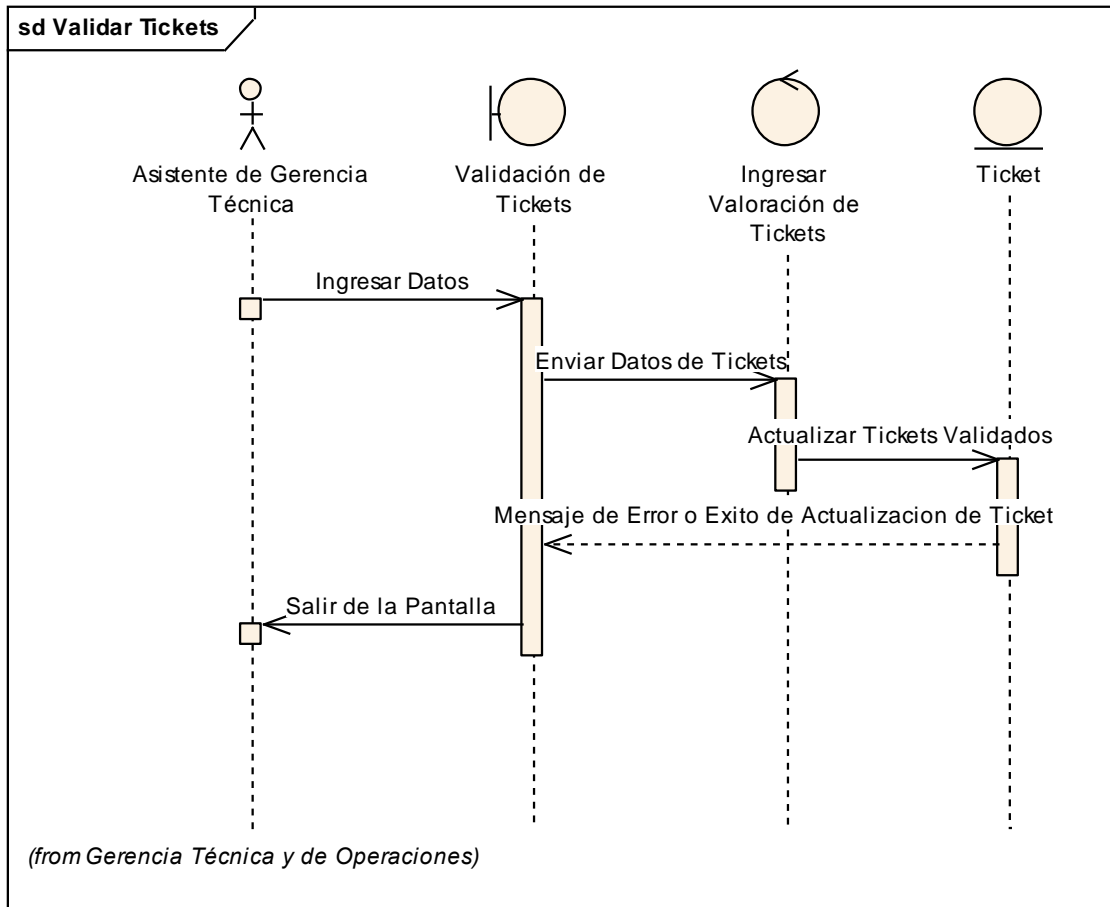 sd Validar Tickets
Asistente de Gerencia
Técnica
Validación de
Tickets
Ingresar
Valoración de
Tickets
Ticket
Ingresar Datos
Enviar Datos de Tickets
Actualizar Tickets Validados
Mensaje de Error o Exito de Actualizacion de Ticket
Salir de la Pantalla
(from Gerencia Técnica y de Operaciones)